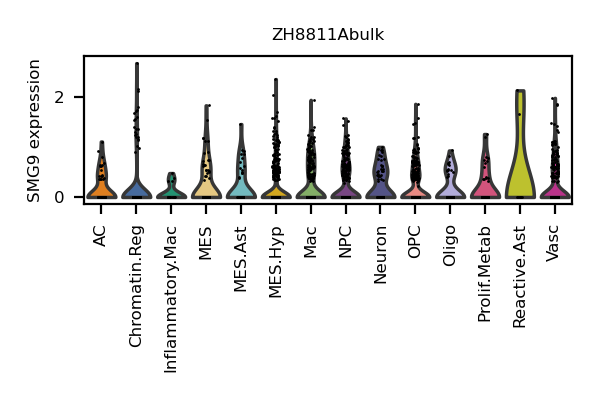 ZH8811Abulk
SMG9 expression
2
0
AC
Chromatin.Reg
Inflammatory.Mac
MES
MES.Ast
MES.Hyp
Mac
NPC
Neuron
OPC
Oligo
Prolif.Metab
Reactive.Ast
Vasc